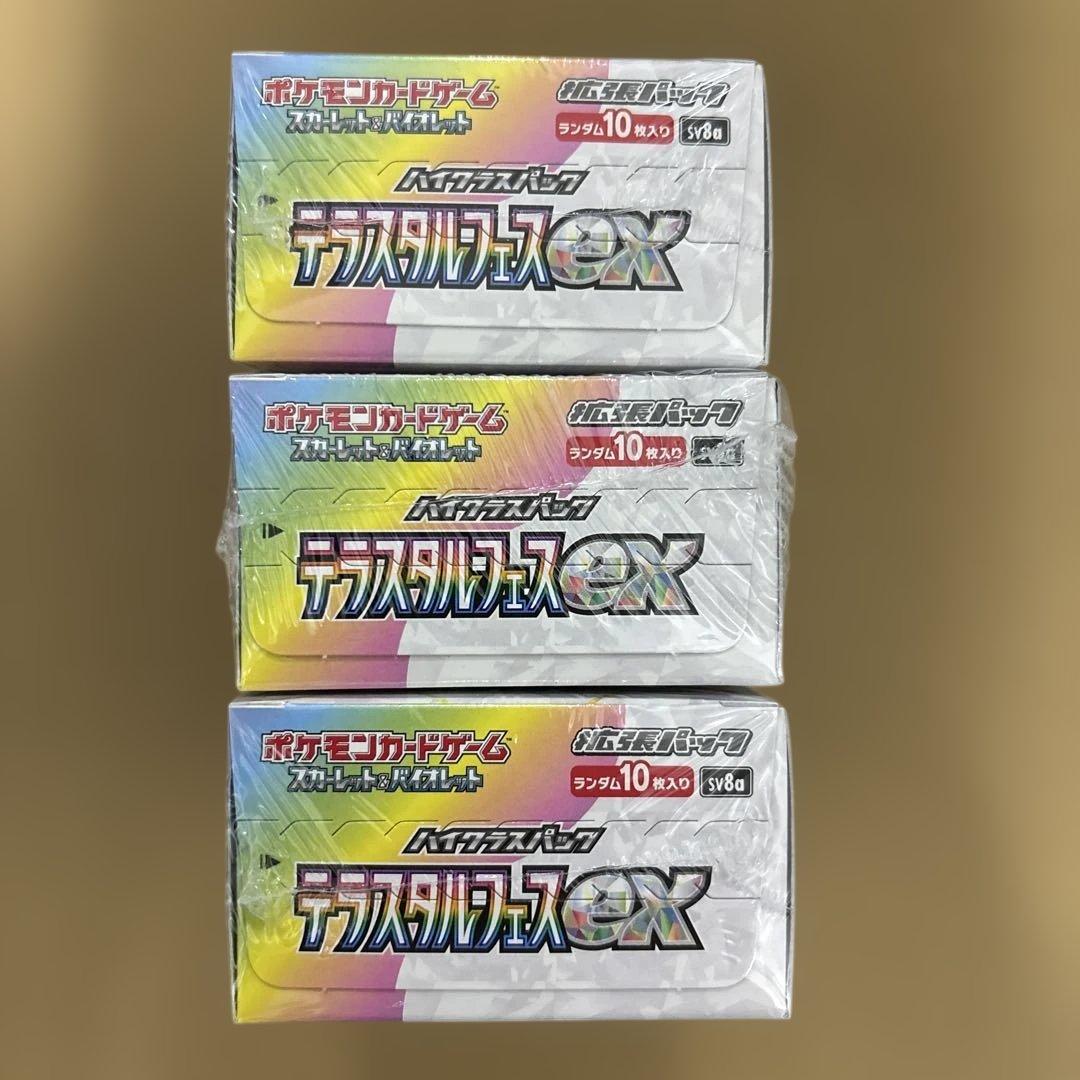 ポケモンカードゲーム™
スカーレット&バイオレット
拡張パック
ランダム10枚入り SV8a
ハイクラスパック
テラスタルフェスex
ポケモンカードゲーム™
スカーレット&バイオレット
拡張パック
ランダム10枚入り
ハイクラスパック
テラスタルフェスex
ポケモンカードゲーム™
スカーレット&バイオレット
拡張パック
ランダム10枚入り SV8a
ハイクラスパック
テラスタルフェスex